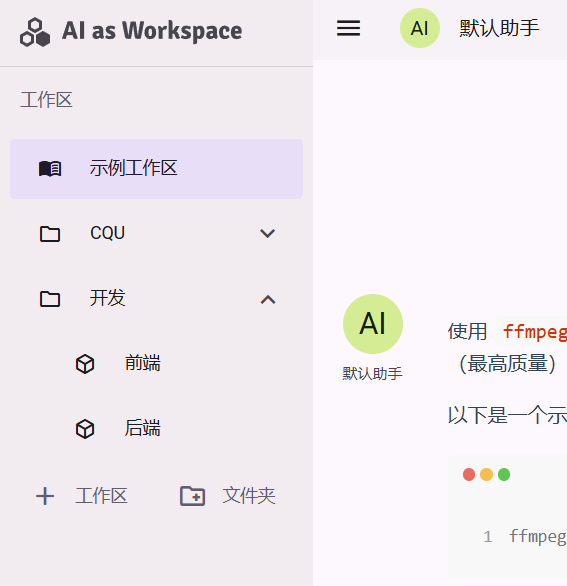 AI as Workspace
工作区
示例工作区
CQU
开发
前端
后端
工作区 文件夹
AI 默认助手
AI
默认助手
使用 ffmpeg
（最高质量）
以下是一个示
1 ffmpeg